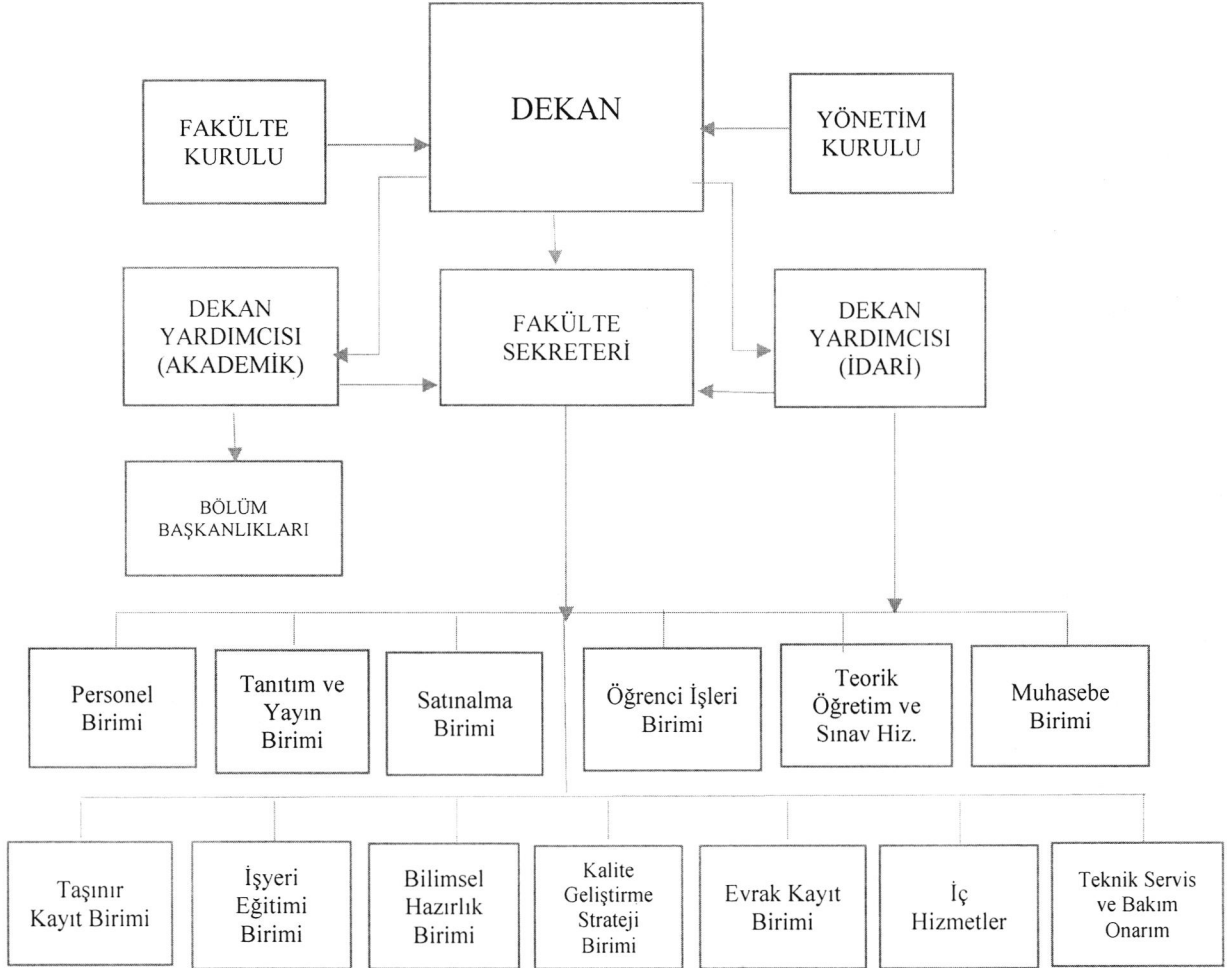 DEKAN
FAKÜLTE
KURULU
YÖNETİM
KURULU
DEKAN
YARDIMCISI
(AKADEMİK)
FAKÜLTE
SEKRETERİ
DEKAN
YARDIMCISI
(İDARİ)
BÖLÜM
BAŞKANLIKLARI
Personel
Birimi
Tanıtım ve
Yayın
Birimi
Satınalma
Birimi
Öğrenci İşleri
Birimi
Teorik
Öğretim ve
Sınav Hiz.
Muhasebe
Birimi
Taşınır
Kayıt Birimi
İşyeri
Eğitimi
Birimi
Bilimsel
Hazırlık
Birimi
Kalite
Geliştirme
Strateji
Birimi
Evrak Kayıt
Birimi
İç
Hizmetler
Teknik Servis
ve Bakım
Onarım